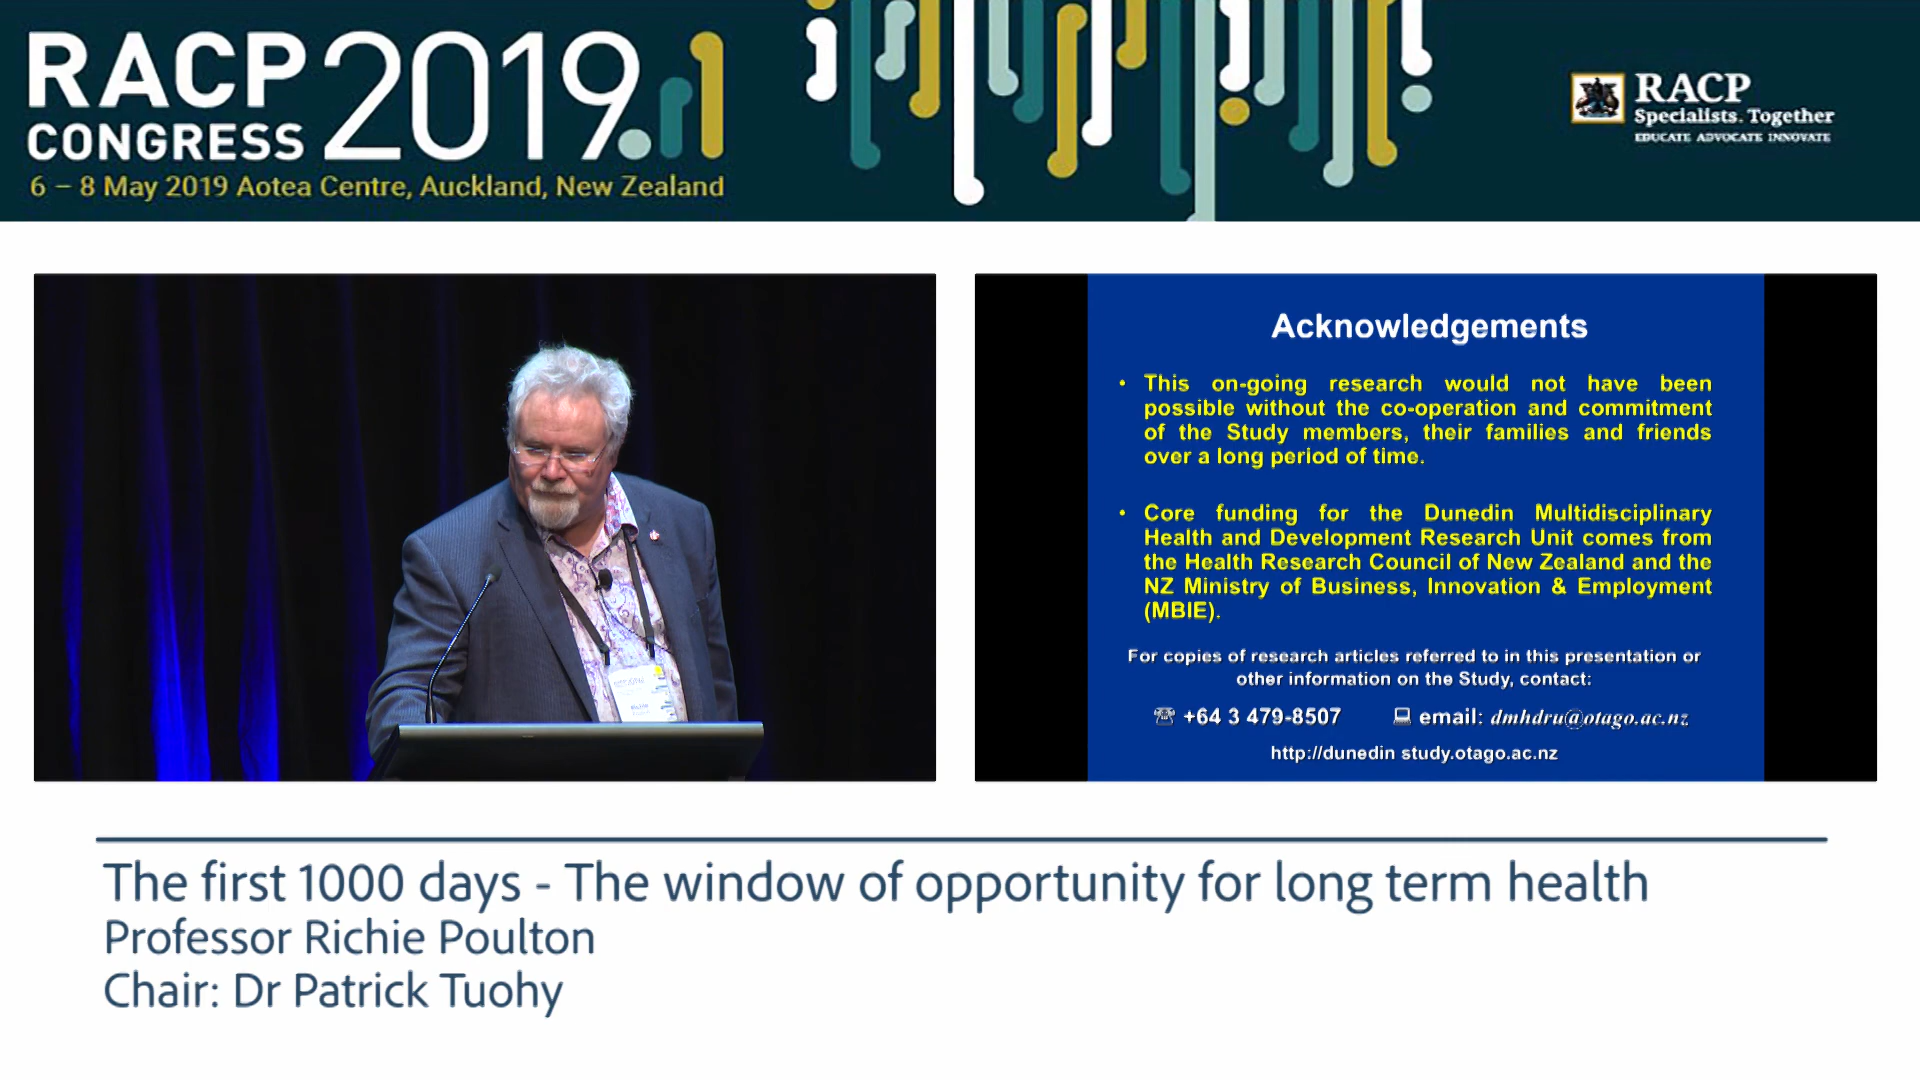 RACP
CONGRESS
2019.
6 – 8 May 2019 Aotea Centre, Auckland, New Zealand
RACP
Specialists. Together
EDUCATE ADVOCATE INNOVATE
Acknowledgements
• This on-going research would not have been
possible without the co-operation and commitment
of the Study members, their families and friends
over a long period of time.
• Core funding for the Dunedin Multidisciplinary
Health and Development Research Unit comes from
the Health Research Council of New Zealand and the
NZ Ministry of Business, Innovation & Employment
(MBIE).
For copies of research articles referred to in this presentation or
other information on the Study, contact:
+64 3 479-8507 email: dmhdru@otago.ac.nz
http://dunedin study.otago.ac.nz
The first 1000 days - The window of opportunity for long term health
Professor Richie Poulton
Chair: Dr Patrick Tuohy